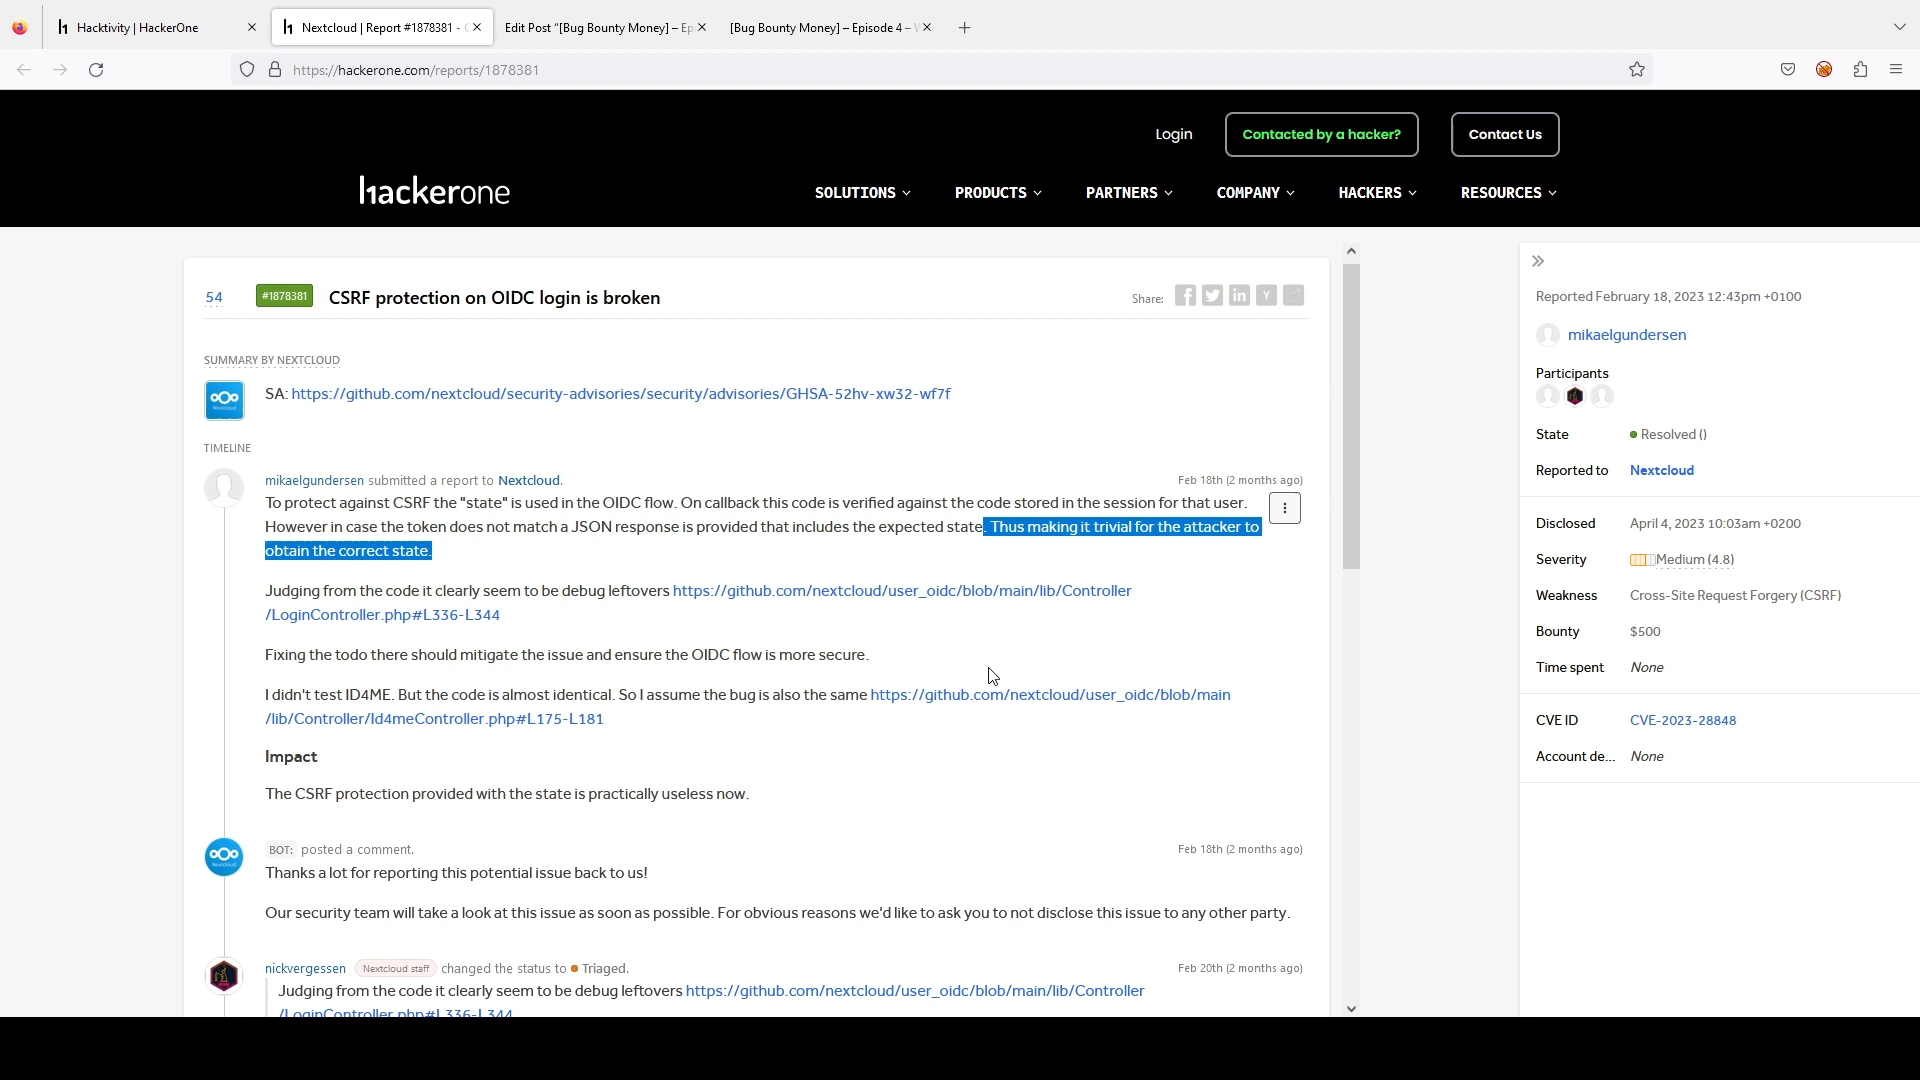 Hacktivity | HackerOne
Nextcloud | Report #1878381 -
Edit Post “[Bug Bounty Money] – Ep
[Bug Bounty Money] – Episode 4 –
https://hackerone.com/reports/1878381
Login
Contacted by a hacker?
Contact Us
hackerone
SOLUTIONS
PRODUCTS
PARTNERS
COMPANY
HACKERS
RESOURCES
54
#1878381
CSRF protection on OIDC login is broken
Share:
SUMMARY BY NEXTCLOUD
SA: https://github.com/nextcloud/security-advisories/security/advisories/GHSA-52hv-xw32-wf7f
TIMELINE
mikaelgundersen submitted a report to Nextcloud.
Feb 18th (2 months ago)
To protect against CSRF the "state" is used in the OIDC flow. On callback this code is verified against the code stored in the session for that user.
However in case the token does not match a JSON response is provided that includes the expected state. Thus making it trivial for the attacker to
obtain the correct state.
Judging from the code it clearly seem to be debug leftovers https://github.com/nextcloud/user_oidc/blob/main/lib/Controller
/LoginController.php#L336-L344
Fixing the todo there should mitigate the issue and ensure the OIDC flow is more secure.
I didn't test ID4ME. But the code is almost identical. So I assume the bug is also the same https://github.com/nextcloud/user_oidc/blob/main
/lib/Controller/Id4meController.php#L175-L181
Impact
The CSRF protection provided with the state is practically useless now.
BOT: posted a comment.
Feb 18th (2 months ago)
Thanks a lot for reporting this potential issue back to us!
Our security team will take a look at this issue as soon as possible. For obvious reasons we'd like to ask you to not disclose this issue to any other party.
nickvergessen Nextcloud staff changed the status to Triaged.
Feb 20th (2 months ago)
Judging from the code it clearly seem to be debug leftovers https://github.com/nextcloud/user_oidc/blob/main/lib/Controller
/LoginController.php#L336-L344
Reported February 18, 2023 12:43pm +0100
mikaelgundersen
Participants
State
Resolved ()
Reported to
Nextcloud
Disclosed
April 4, 2023 10:03am +0200
Severity
Medium (4.8)
Weakness
Cross-Site Request Forgery (CSRF)
Bounty
$500
Time spent
None
CVE ID
CVE-2023-28848
Account de...
None